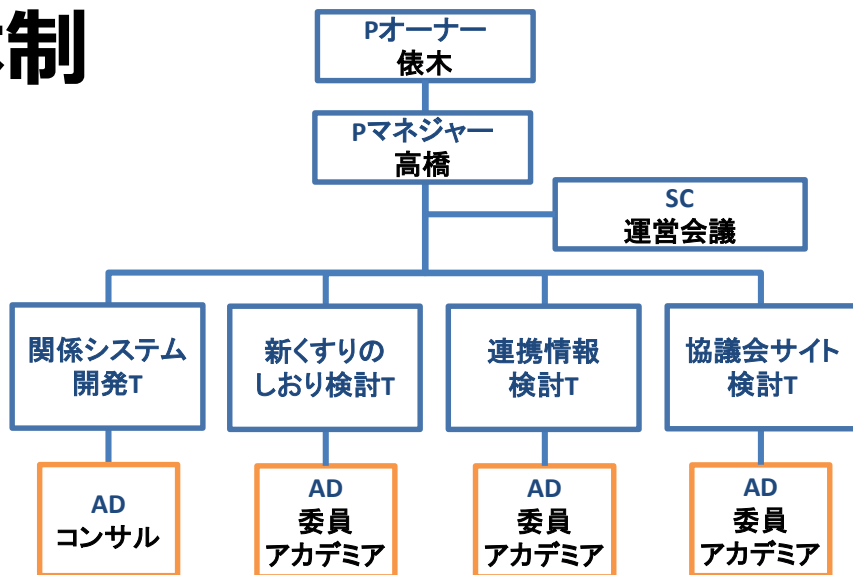 制
Pオーナー
俵木
Pマネジャー
高橋
SC
運営会議
関係システム
開発T
新くすりの
しおり検討T
連携情報
検討T
協議会サイト
検討T
AD
コンサル
AD
委員
アカデミア
AD
委員
アカデミア
AD
委員
アカデミア